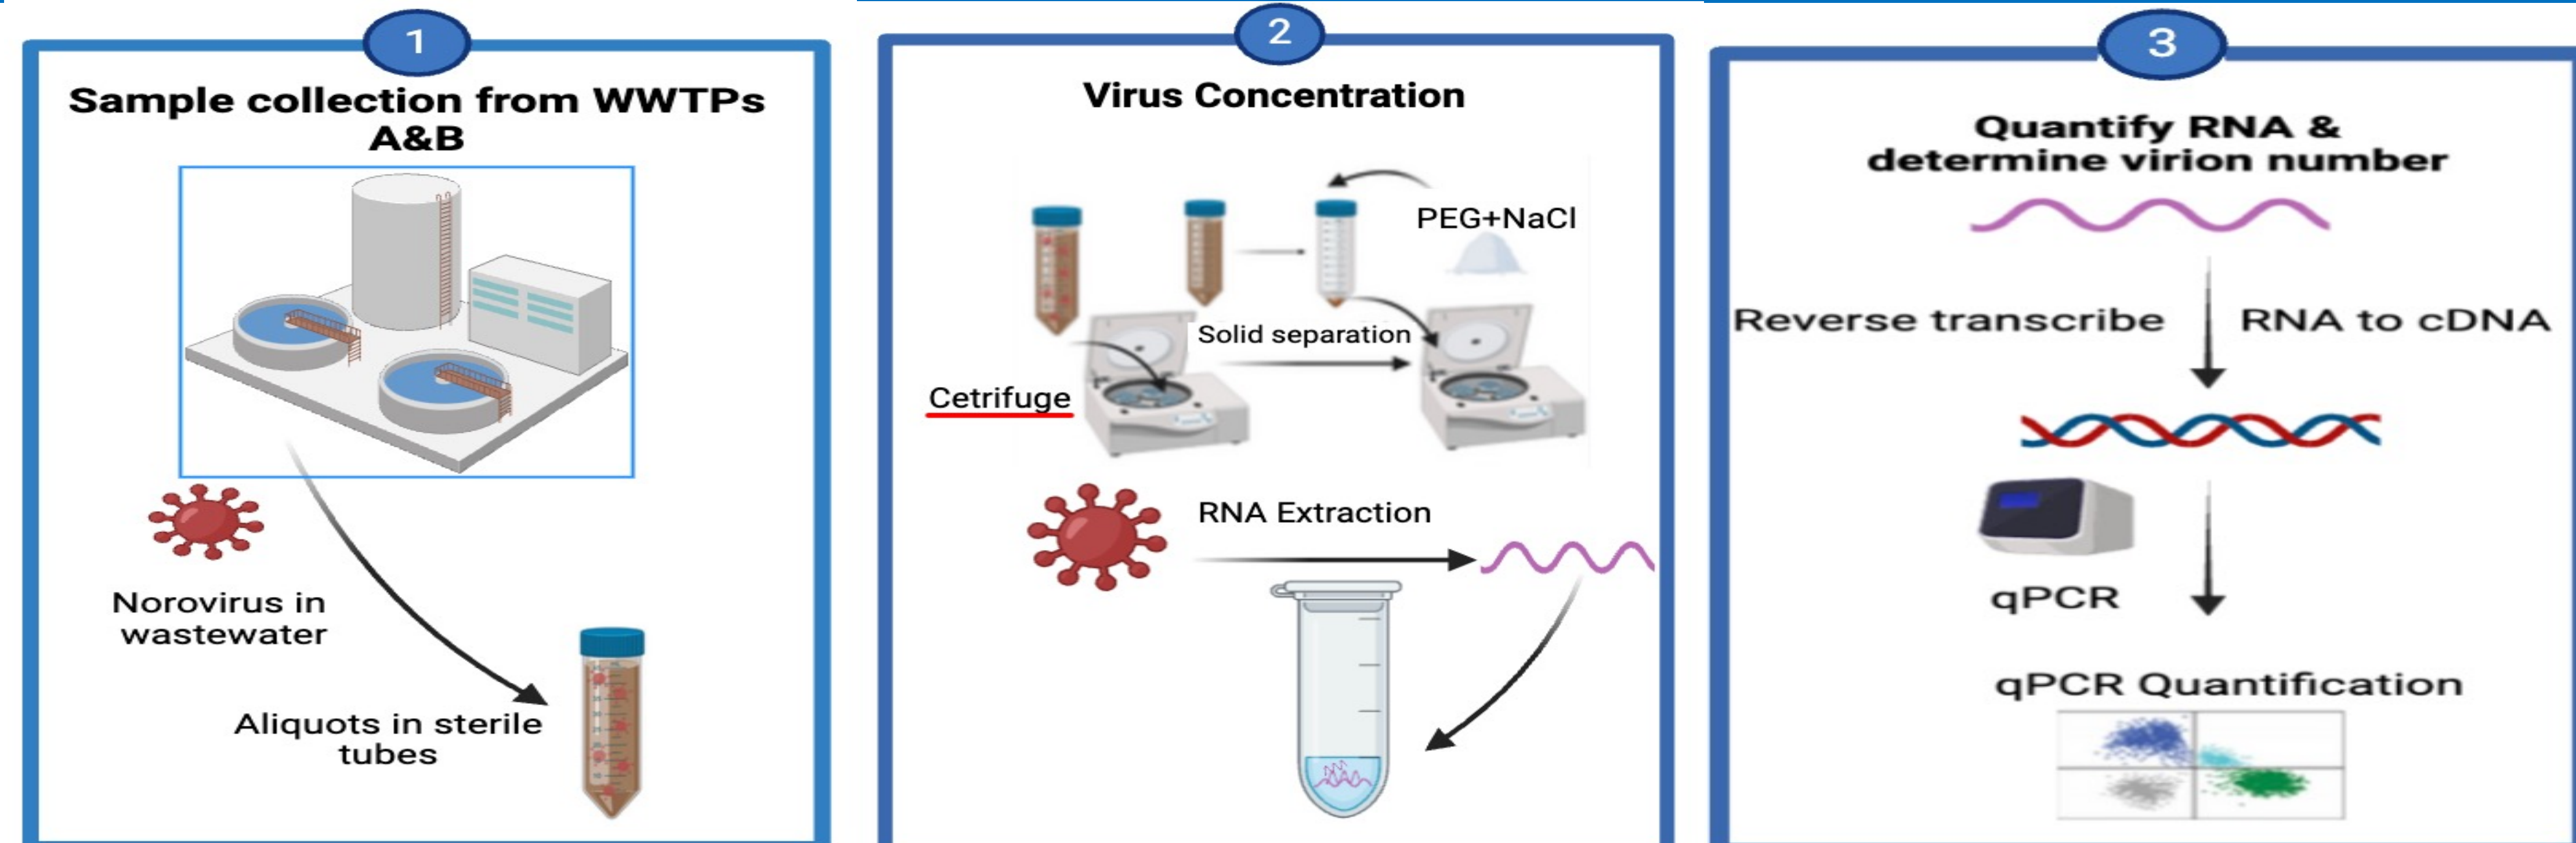 1
Sample collection from WWTPs
A&B
Norovirus in
wastewater
Aliquots in sterile
tubes
2
Virus Concentration
PEG+NaCl
Solid separation
Cetrifuge
RNA Extraction
3
Quantify RNA &
determine virion number
Reverse transcribe
RNA to cDNA
qPCR
qPCR Quantification